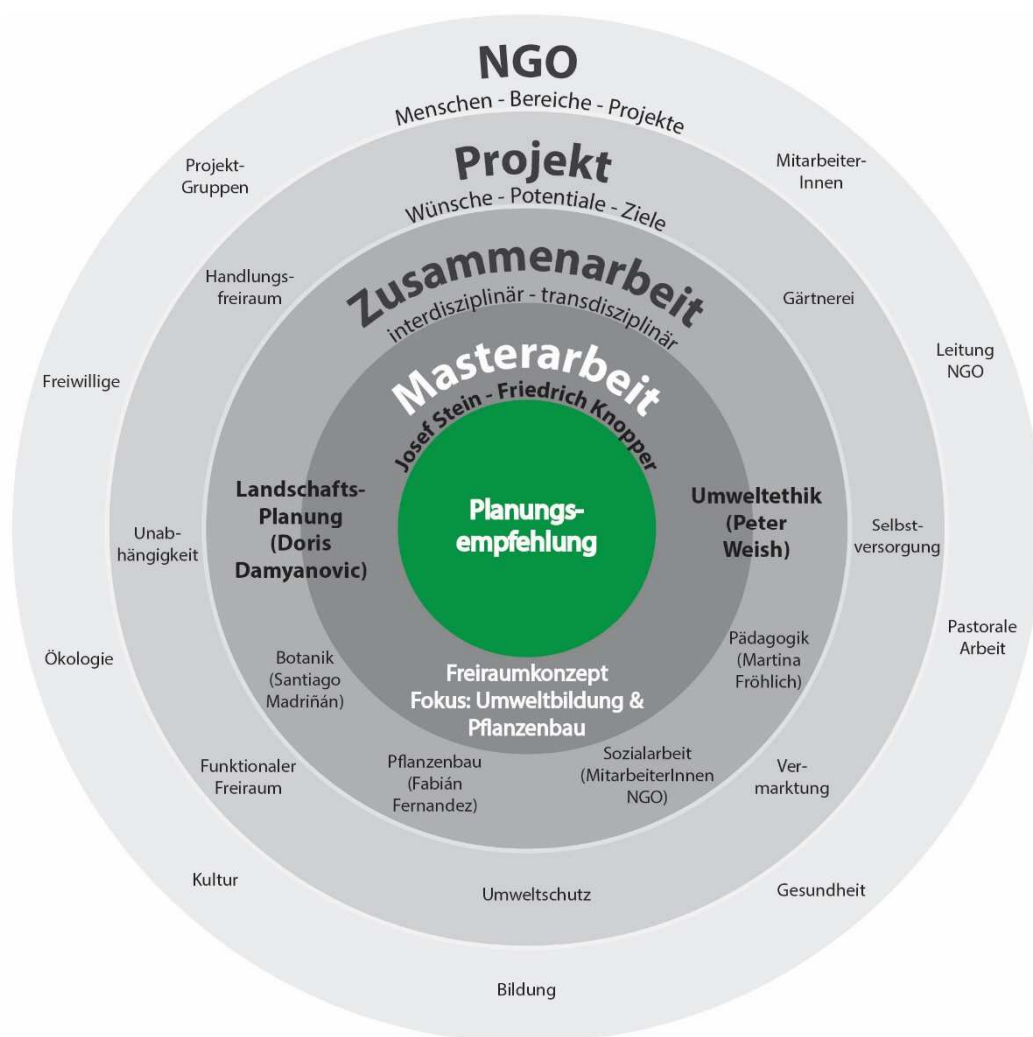 NGO
Menschen - Bereiche - Projekte
Projekt-
Gruppen
Mitarbeiter-
Innen
Projekt
Wünsche - Potentiale - Ziele
Handlungs-
freiraum
Gärtnerei
Zusammenarbeit
interdisziplinär - transdisziplinär
Freiwillige
Leitung
NGO
Masterarbeit
Josef Stein - Friedrich Knopper
Landschafts-
Planung
(Doris
Damyanovic)
Planungs-
empfehlung
Umweltethik
(Peter
Weish)
Unab-
hängigkeit
Selbst-
versorgung
Ökologie
Pastorale
Arbeit
Botanik
(Santiago
Madriñán)
Pädagogik
(Martina
Fröhlich)
Freiraumkonzept
Fokus: Umweltbildung &
Pflanzenbau
Funktionaler
Freiraum
Pflanzenbau
(Fabián
Fernandez)
Sozialarbeit
(MitarbeiterInnen
NGO)
Ver-
marktung
Kultur
Umweltschutz
Gesundheit
Bildung